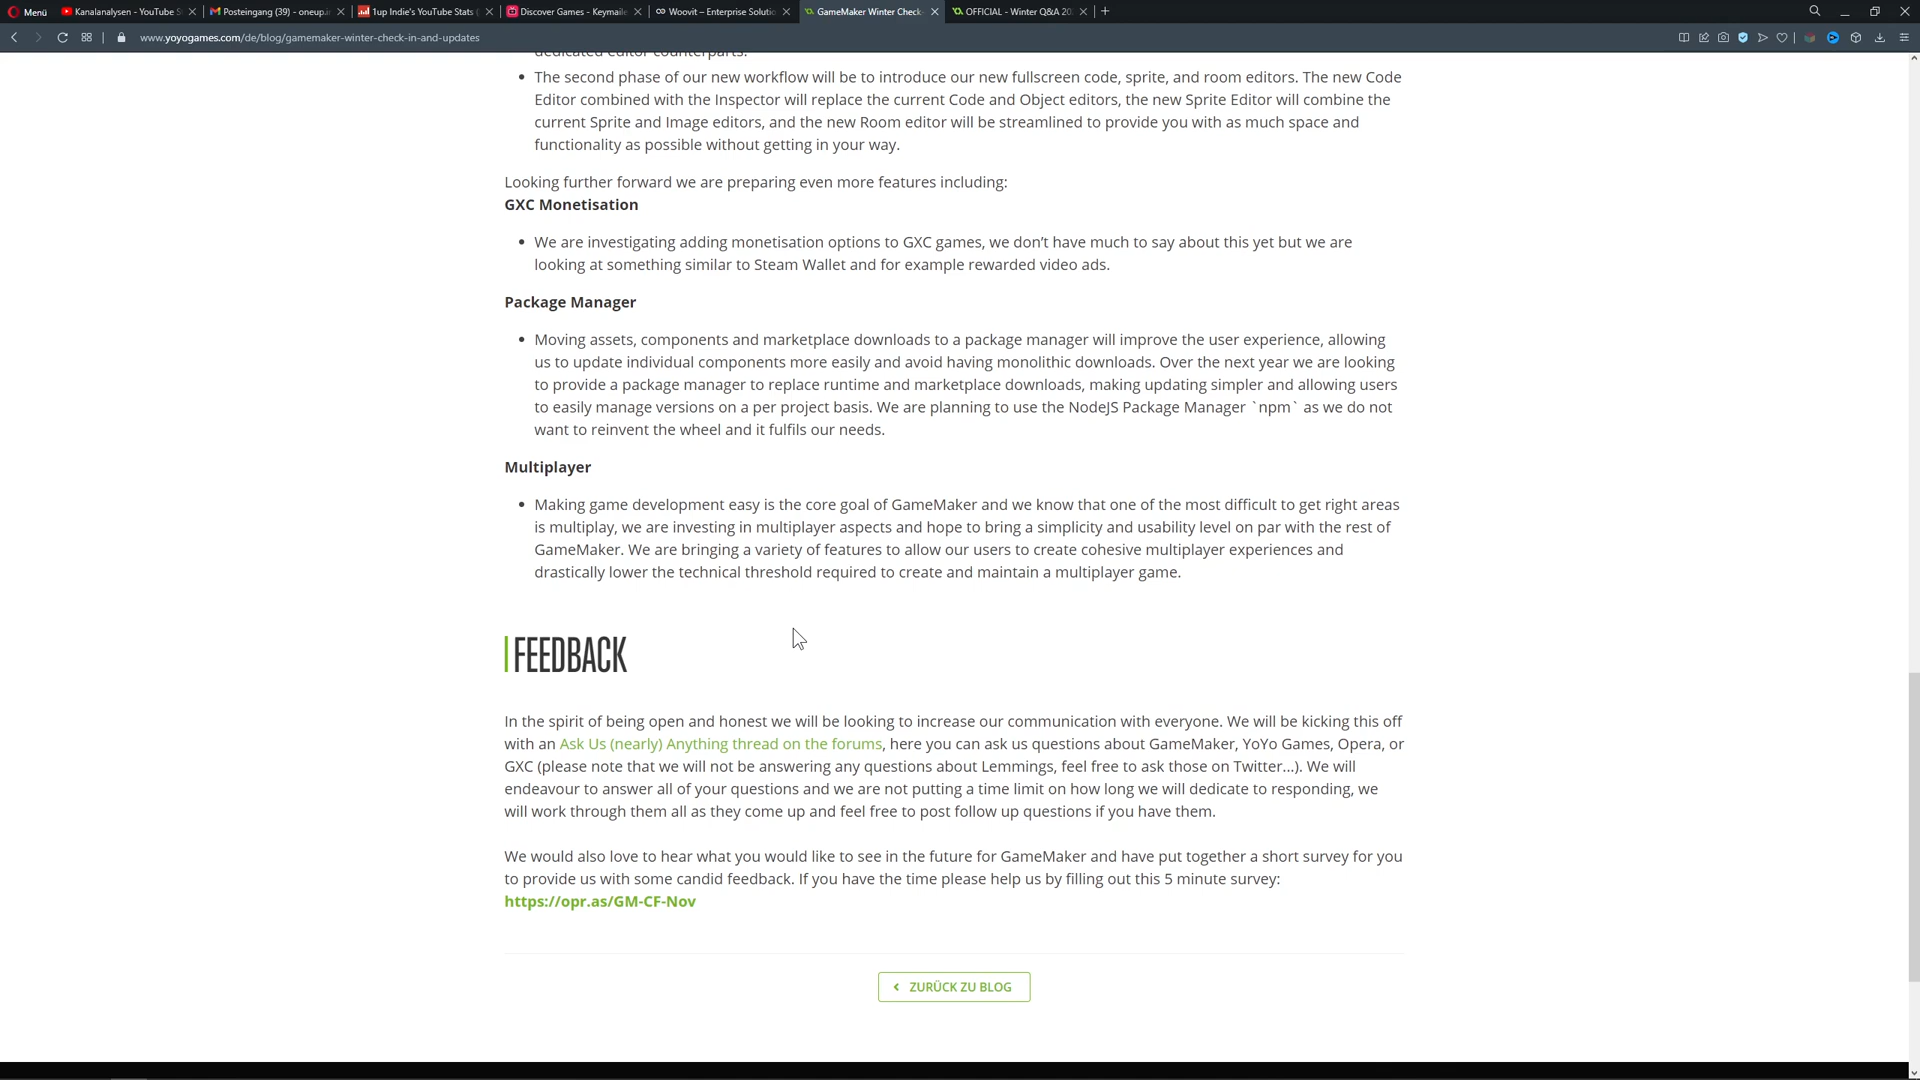 Menü
Kanalanalysen - YouTube S
Posteingang (39) - oneup.i
1up Indie's YouTube Stats (
Discover Games - Keymaile
Woovit – Enterprise Solutio
GameMaker Winter Check-
OFFICIAL - Winter Q&A 20
www.yoyogames.com/de/blog/gamemaker-winter-check-in-and-updates
dedicated editor counterparts.
• The second phase of our new workflow will be to introduce our new fullscreen code, sprite, and room editors. The new Code
Editor combined with the Inspector will replace the current Code and Object editors, the new Sprite Editor will combine the
current Sprite and Image editors, and the new Room editor will be streamlined to provide you with as much space and
functionality as possible without getting in your way.
Looking further forward we are preparing even more features including:
GXC Monetisation
• We are investigating adding monetisation options to GXC games, we don't have much to say about this yet but we are
looking at something similar to Steam Wallet and for example rewarded video ads.
Package Manager
• Moving assets, components and marketplace downloads to a package manager will improve the user experience, allowing
us to update individual components more easily and avoid having monolithic downloads. Over the next year we are looking
to provide a package manager to replace runtime and marketplace downloads, making updating simpler and allowing users
to easily manage versions on a per project basis. We are planning to use the NodeJS Package Manager `npm` as we do not
want to reinvent the wheel and it fulfils our needs.
Multiplayer
• Making game development easy is the core goal of GameMaker and we know that one of the most difficult to get right areas
is multiplay, we are investing in multiplayer aspects and hope to bring a simplicity and usability level on par with the rest of
GameMaker. We are bringing a variety of features to allow our users to create cohesive multiplayer experiences and
drastically lower the technical threshold required to create and maintain a multiplayer game.
FEEDBACK
In the spirit of being open and honest we will be looking to increase our communication with everyone. We will be kicking this off
with an Ask Us (nearly) Anything thread on the forums, here you can ask us questions about GameMaker, YoYo Games, Opera, or
GXC (please note that we will not be answering any questions about Lemmings, feel free to ask those on Twitter...). We will
endeavour to answer all of your questions and we are not putting a time limit on how long we will dedicate to responding, we
will work through them all as they come up and feel free to post follow up questions if you have them.
We would also love to hear what you would like to see in the future for GameMaker and have put together a short survey for you
to provide us with some candid feedback. If you have the time please help us by filling out this 5 minute survey:
https://opr.as/GM-CF-Nov
ZURÜCK ZU BLOG